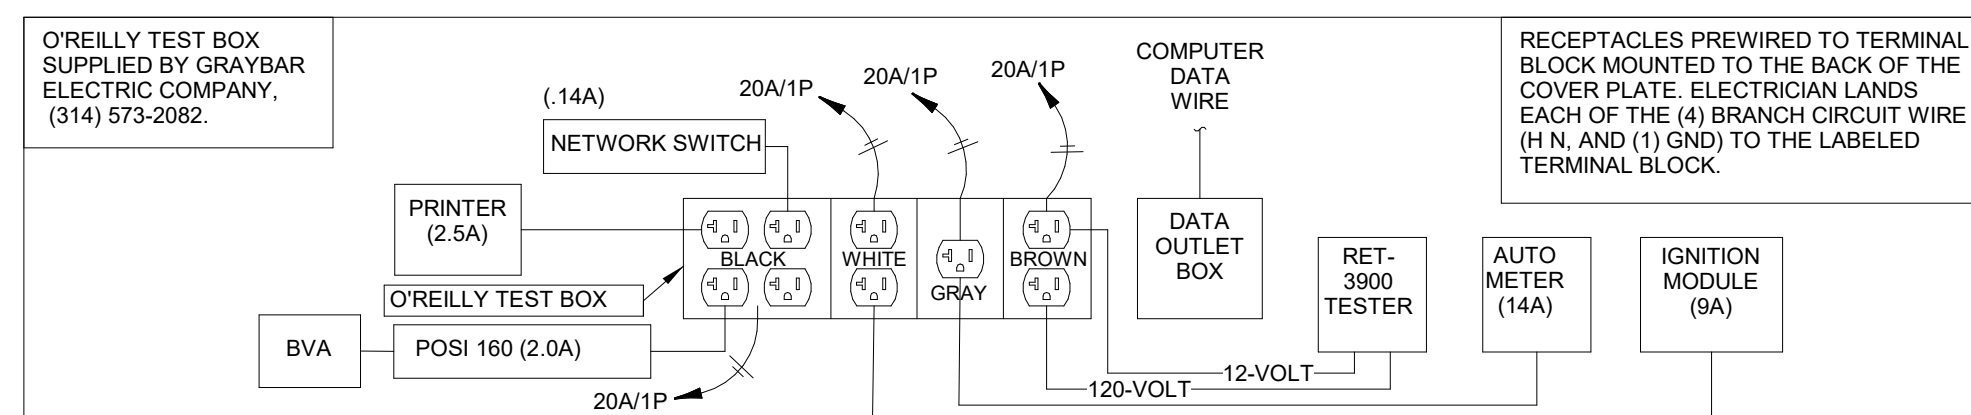 O'REILLY TEST BOX
SUPPLIED BY GRAYBAR
ELECTRIC COMPANY,
(314) 573-2082.
(.14A)
NETWORK SWITCH
20A/1P
20A/1P
20A/1P
COMPUTER
DATA
WIRE
RECEPTACLES PREWIRED TO TERMINAL
BLOCK MOUNTED TO THE BACK OF THE
COVER PLATE. ELECTRICIAN LANDS
EACH OF THE (4) BRANCH CIRCUIT WIRE
(H N, AND (1) GND) TO THE LABELED
TERMINAL BLOCK.
PRINTER
(2.5A)
BLACK
WHITE
GRAY
BROWN
DATA
OUTLET
BOX
RET-
3900
TESTER
AUTO
METER
(14A)
IGNITION
MODULE
(9A)
O'REILLY TEST BOX
BVA
POSI 160 (2.0A)
20A/1P
12-VOLT
120-VOLT